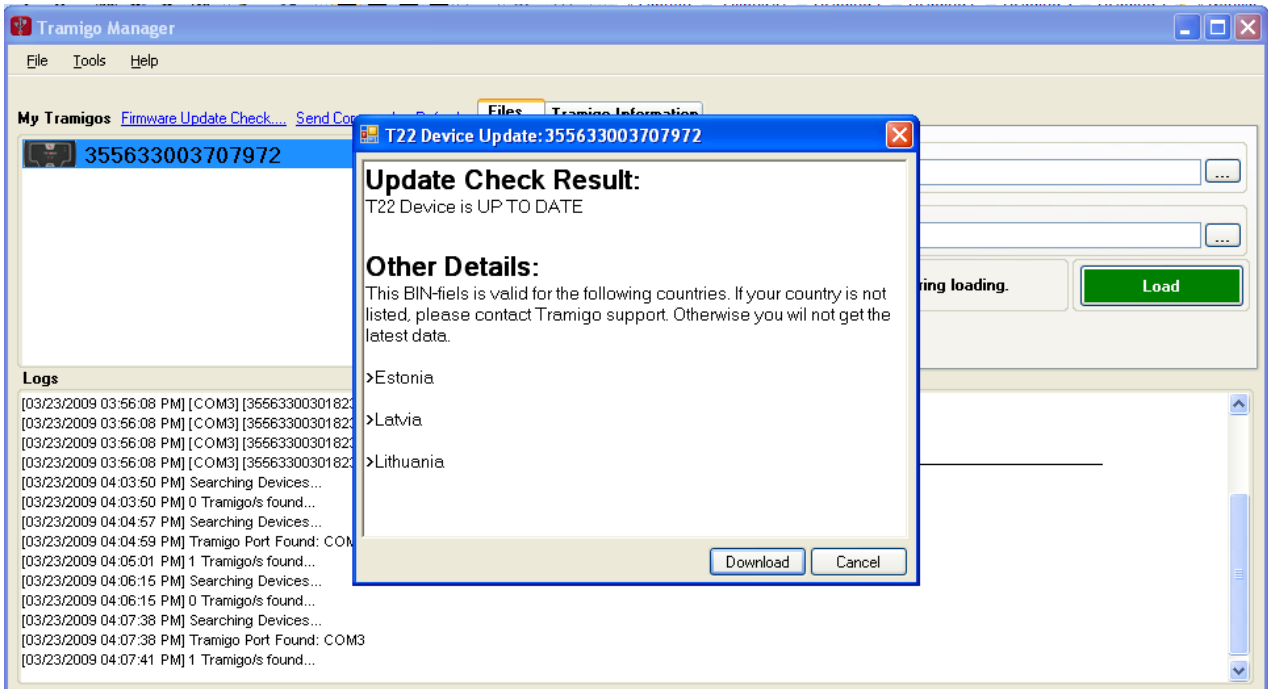 Tramigo Manager
File Tools Help
My Tramigos Firmware Update Check.... Send
Files Tramigo Information
355633003707972
T22 Device Update:355633003707972
Update Check Result:
T22 Device is UP TO DATE
Other Details:
This BIN-fiels is valid for the following countries. If your country is not
listed, please contact Tramigo support. Otherwise you wil not get the
latest data.
>Estonia
>Latvia
>Lithuania
Download Cancel
...
...
ring loading.
Load
Logs
[03/23/2009 03:56:08 PM] [COM3] [35563300301823
[03/23/2009 03:56:08 PM] [COM3] [35563300301823
[03/23/2009 03:56:08 PM] [COM3] [35563300301823
[03/23/2009 03:56:08 PM] [COM3] [35563300301823
[03/23/2009 04:03:50 PM] Searching Devices...
[03/23/2009 04:03:50 PM] 0 Tramigo/s found...
[03/23/2009 04:04:57 PM] Searching Devices...
[03/23/2009 04:04:59 PM] Tramigo Port Found: COM
[03/23/2009 04:05:01 PM] 1 Tramigo/s found...
[03/23/2009 04:06:15 PM] Searching Devices...
[03/23/2009 04:06:15 PM] 0 Tramigo/s found...
[03/23/2009 04:07:38 PM] Searching Devices...
[03/23/2009 04:07:38 PM] Tramigo Port Found: COM3
[03/23/2009 04:07:41 PM] 1 Tramigo/s found...